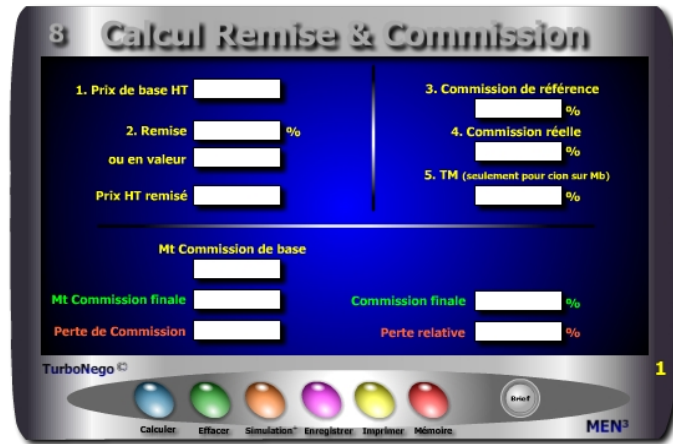 8 Calcul Remise & Commission
1. Prix de base HT
2. Remise %
ou en valeur
Prix HT remisé
3. Commission de référence
%
4. Commission réelle
%
5. TM (seulement pour cion sur Mb)
%
Mt Commission de base
Mt Commission finale
Commission finale %
Perte de Commission
Perte relative %
TurboNego © 1
Calculer Effacer Simulation+ Enregistrer Imprimer Mémoire
Brief
MEN³